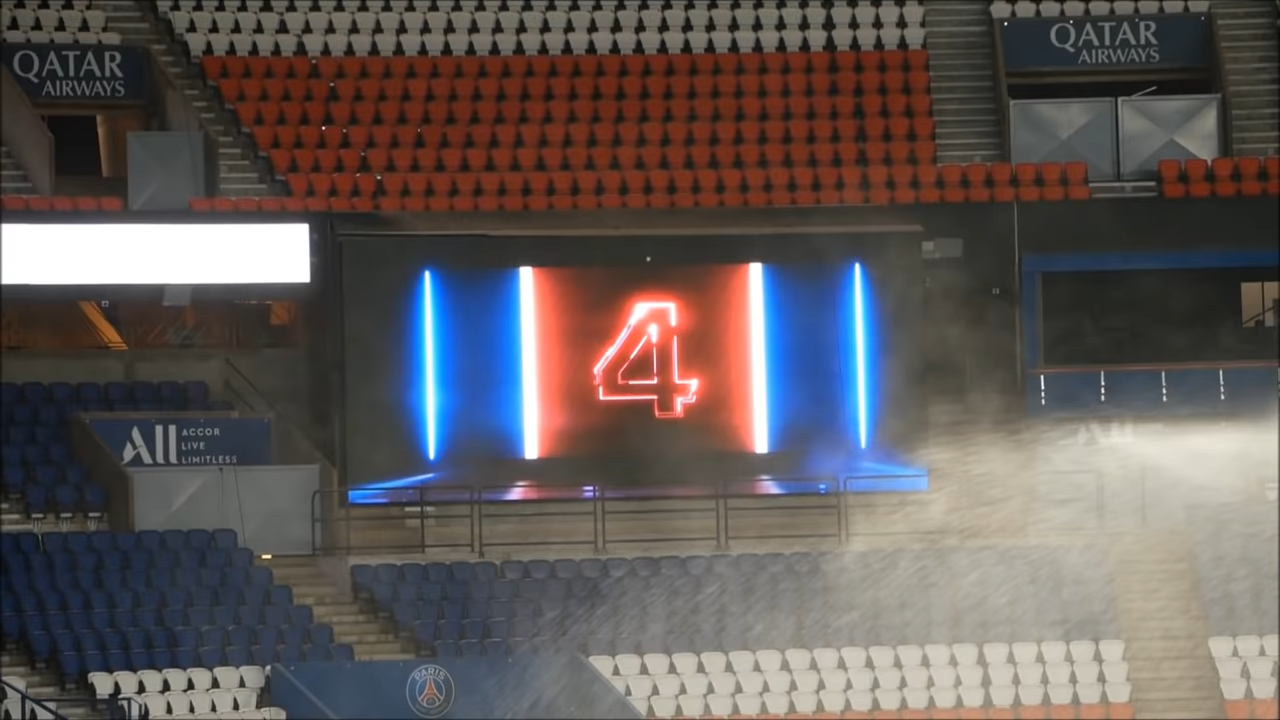 QATAR
AIRWAYS
QATAR
AIRWAYS
4
All ACCOR
LIVE
LIMITLESS
PARIS